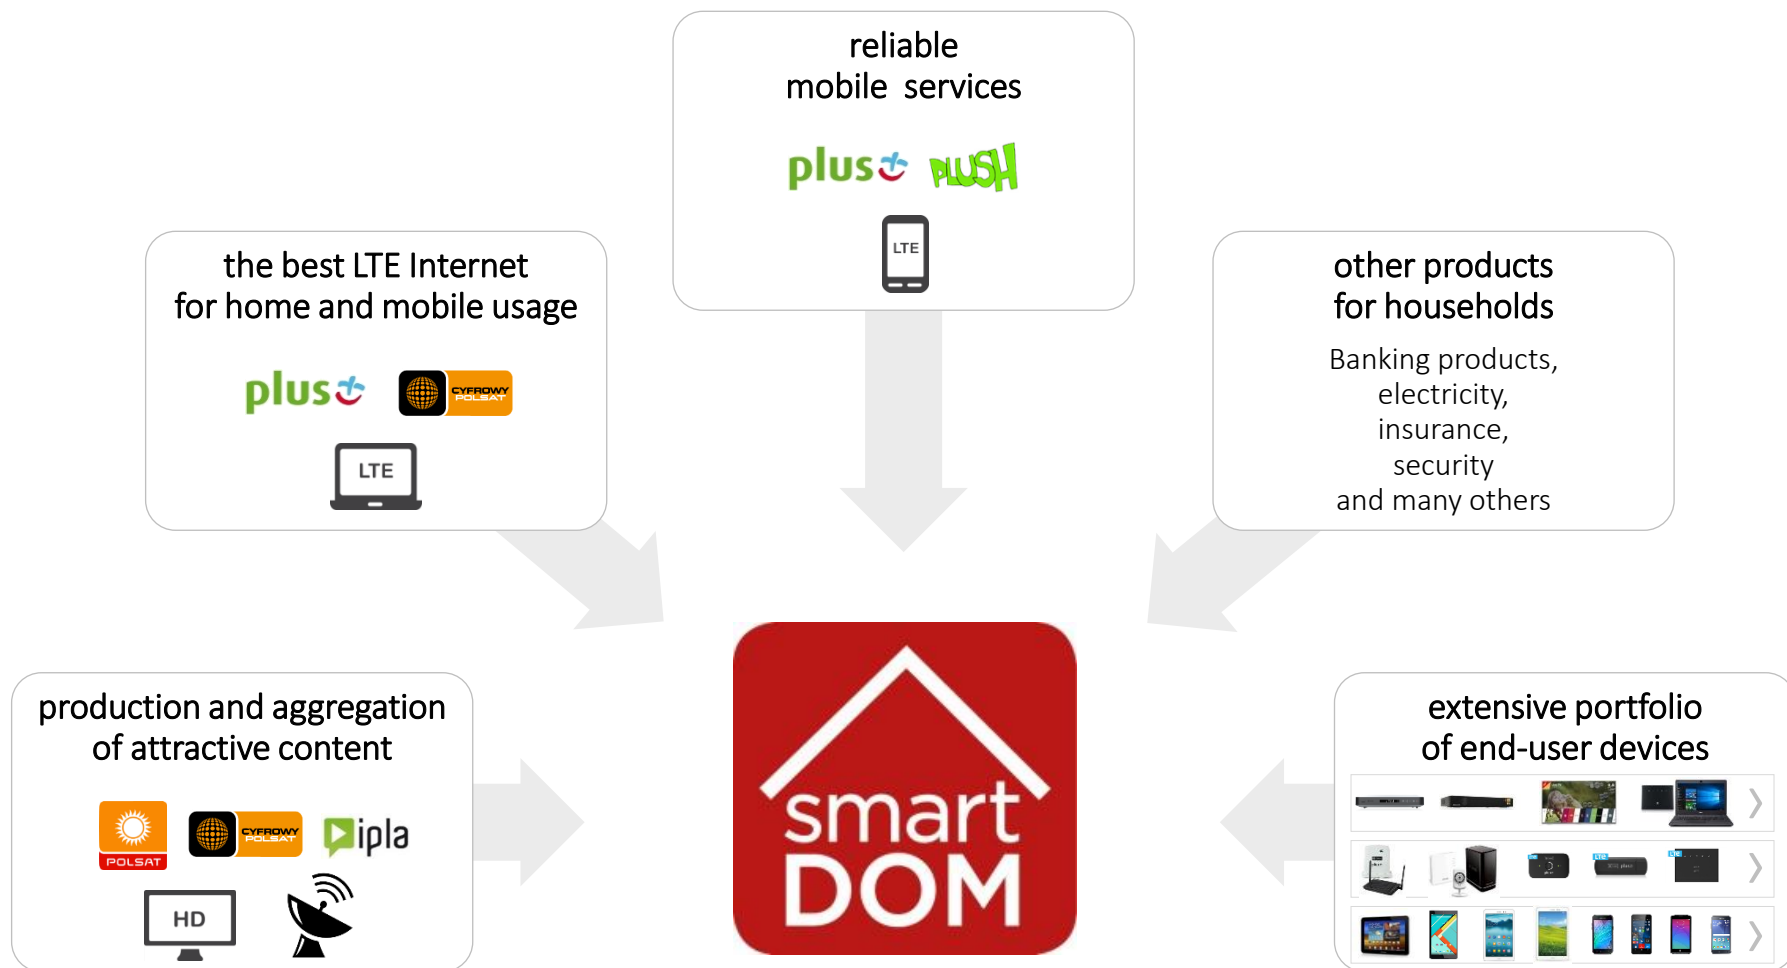 reliable
mobile services
plus
PLUSH
LTE
the best LTE Internet
for home and mobile usage
plus
CYFROWY
POLSAT
LTE
other products
for households
Banking products,
electricity,
insurance,
security
and many others
production and aggregation
of attractive content
POLSAT
CYFROWY
POLSAT
ipla
HD
smart
DOM
extensive portfolio
of end-user devices